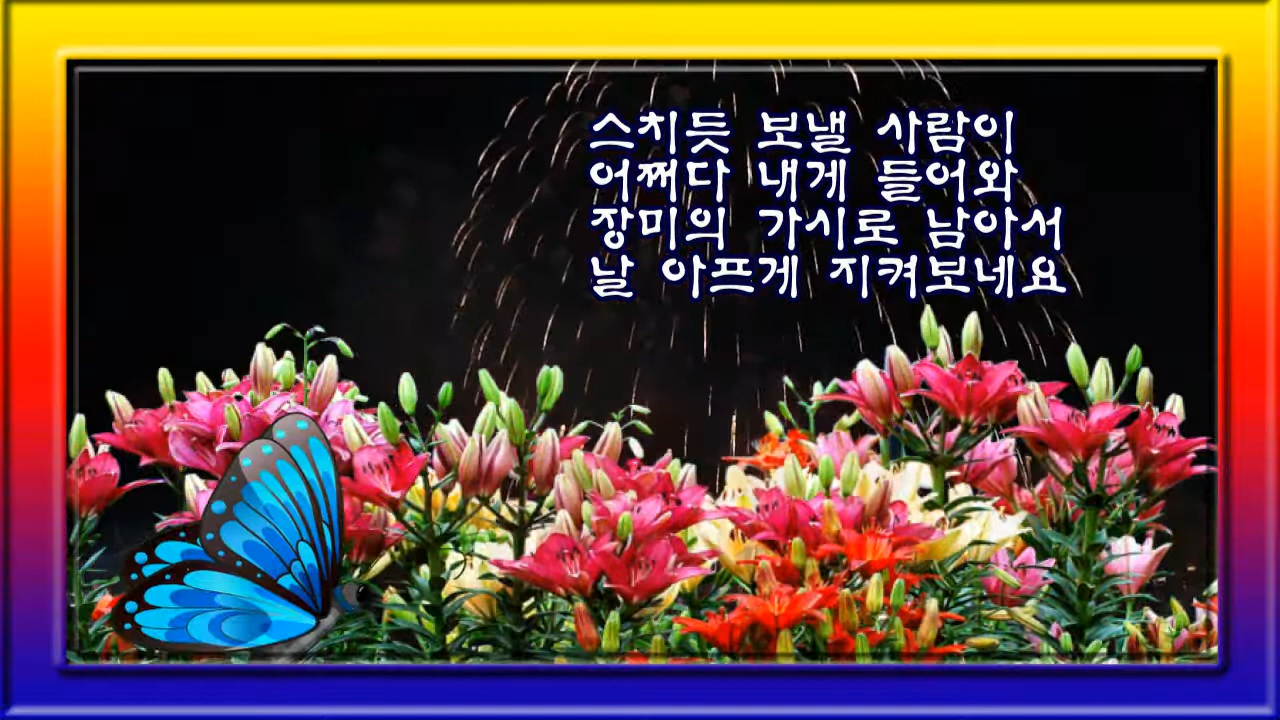 스치듯 보낼 사람이
어쩌다 내게 들어와
장미의 가시로 남아서
날 아프게 지켜보네요